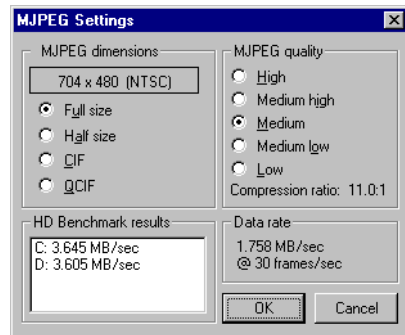 MJPEG Settings
MJPEG dimensions
704 x 480 (NTSC)
Full size
Half size
CIF
QCIF
MJPEG quality
High
Medium high
Medium
Medium low
Low
Compression ratio: 11.0:1
HD Benchmark results
C: 3.645 MB/sec
D: 3.605 MB/sec
Data rate
1.758 MB/sec
@ 30 frames/sec
OK
Cancel